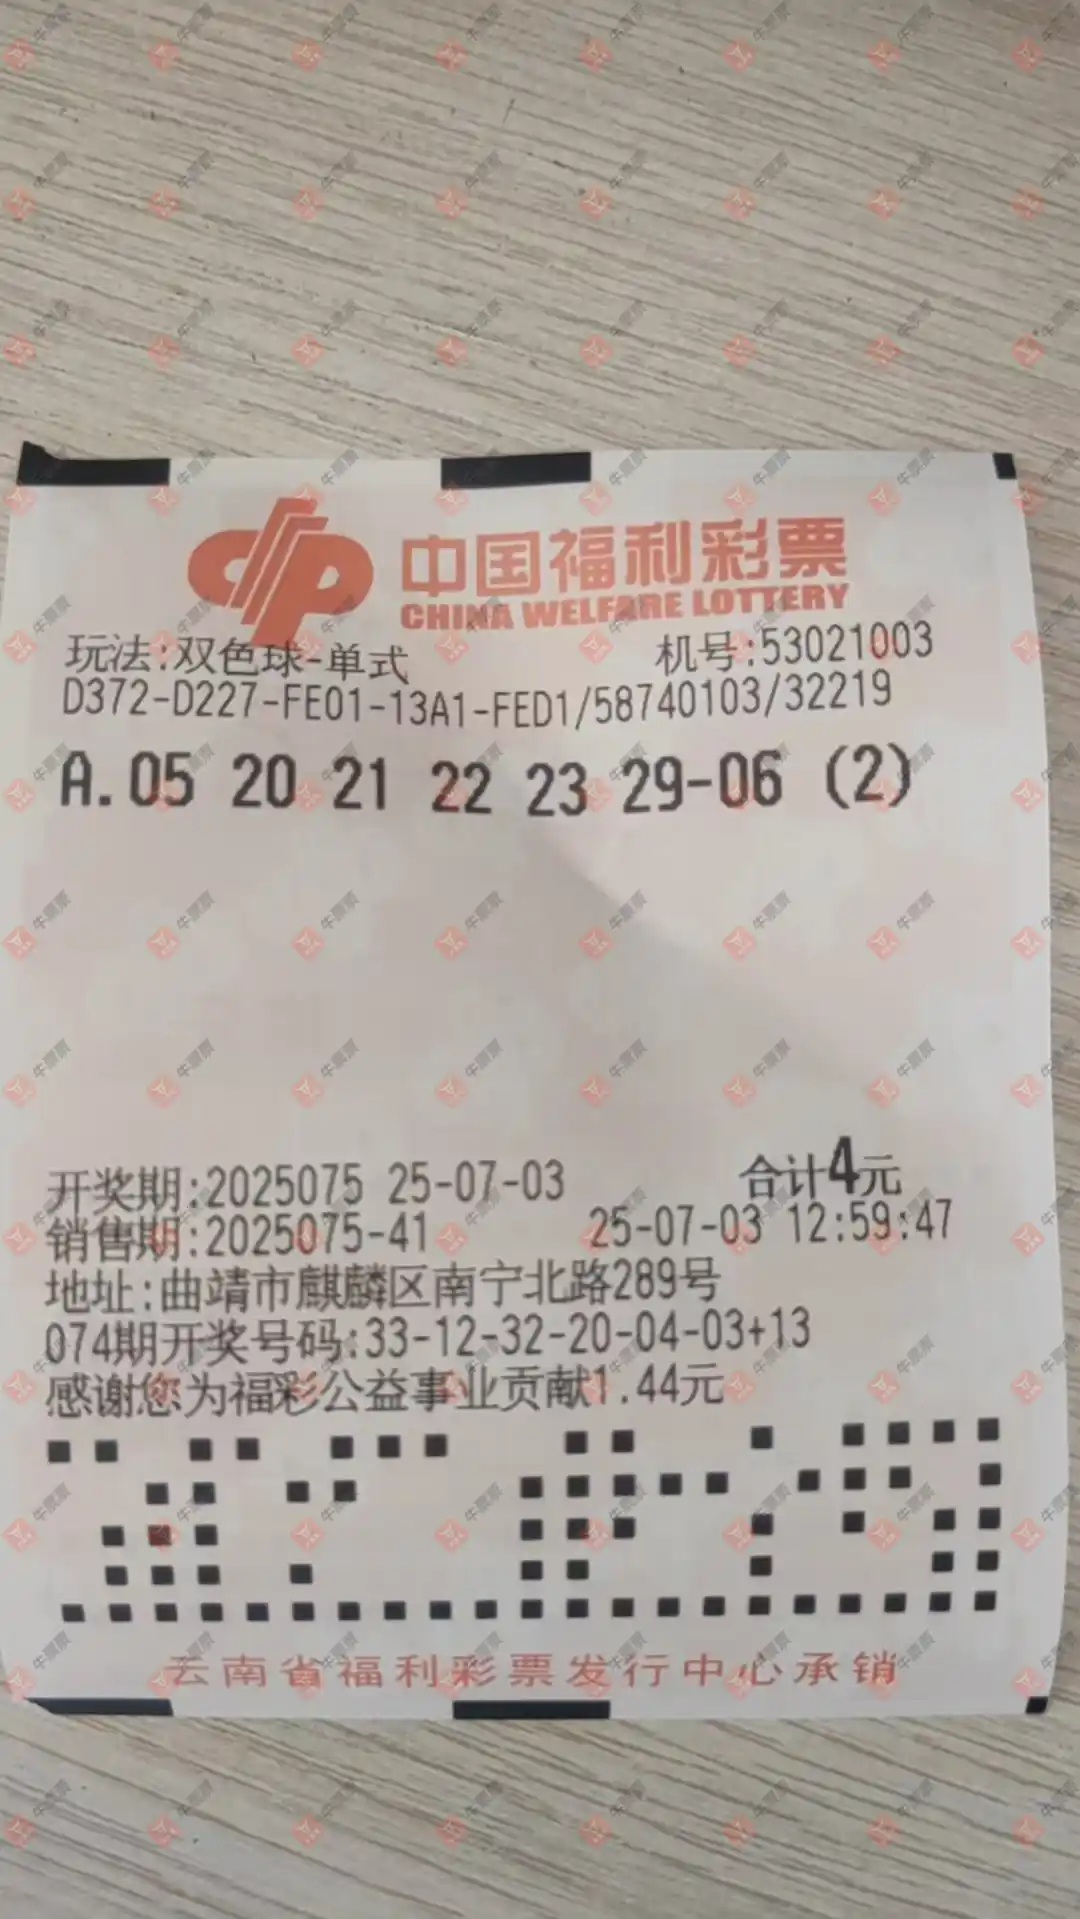 中国福利彩票
CHINA WELFARE LOTTERY
玩法:双色球-单式 机号:53021003
D372-D227-FE01-13A1-FED1/58740103/32219
A.05 20 21 22 23 29-06 (2)
开奖期:2025075 25-07-03 合计4元
销售期:2025075-41 25-07-03 12:59:47
地址:曲靖市麒麟区南宁北路289号
074期开奖号码:33-12-32-20-04-03+13
感谢您为福彩公益事业贡献1.44元
云南省福利彩票发行中心承销